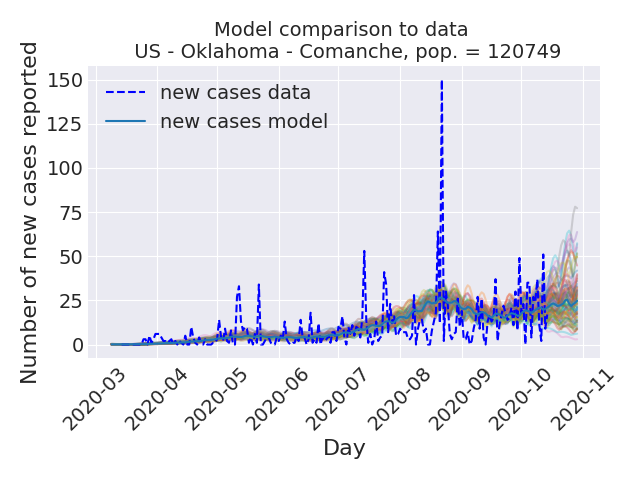 Model comparison to data
US - Oklahoma - Comanche, pop. = 120749
Number of new cases reported
150
125
100
75
50
25
0
new cases data
new cases model
2020-03
2020-04
2020-05
2020-06
2020-07
2020-08
2020-09
2020-10
2020-11
Day